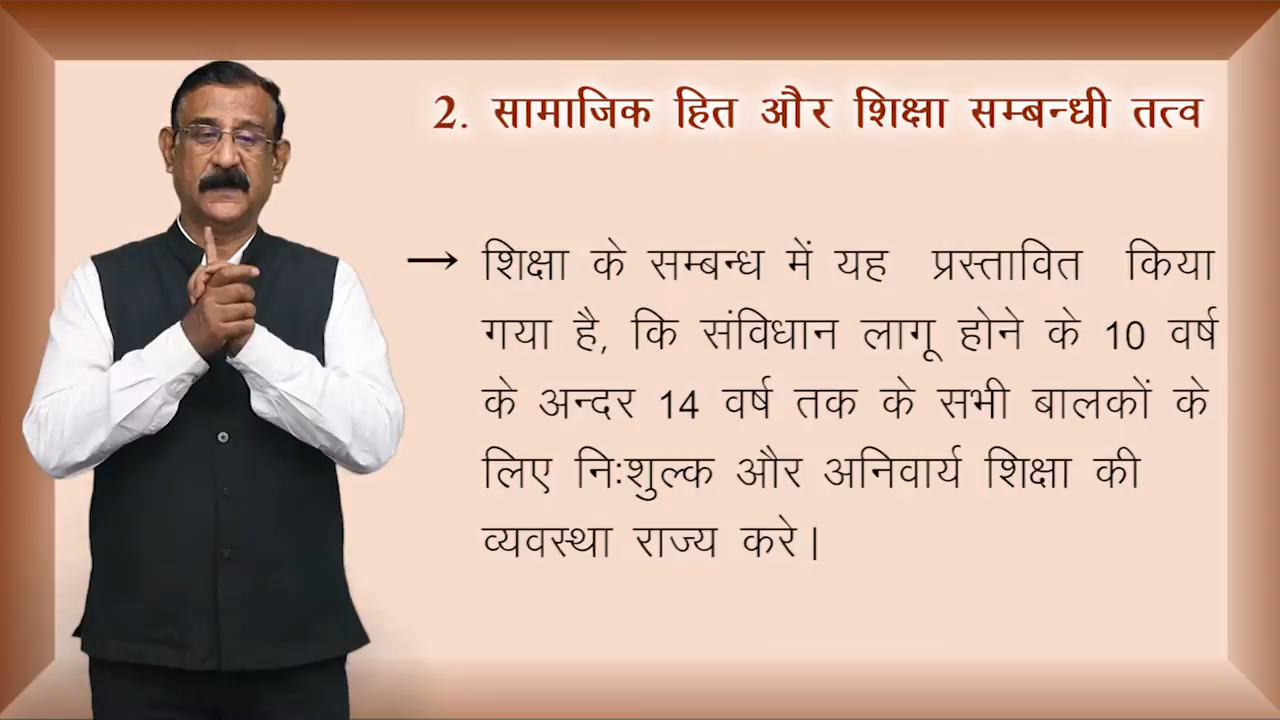 2. सामाजिक हित और शिक्षा सम्बन्धी तत्व
→ शिक्षा के सम्बन्ध में यह प्रस्तावित किया
गया है, कि संविधान लागू होने के 10 वर्ष
के अन्दर 14 वर्ष तक के सभी बालकों के
लिए निःशुल्क और अनिवार्य शिक्षा की
व्यवस्था राज्य करे।